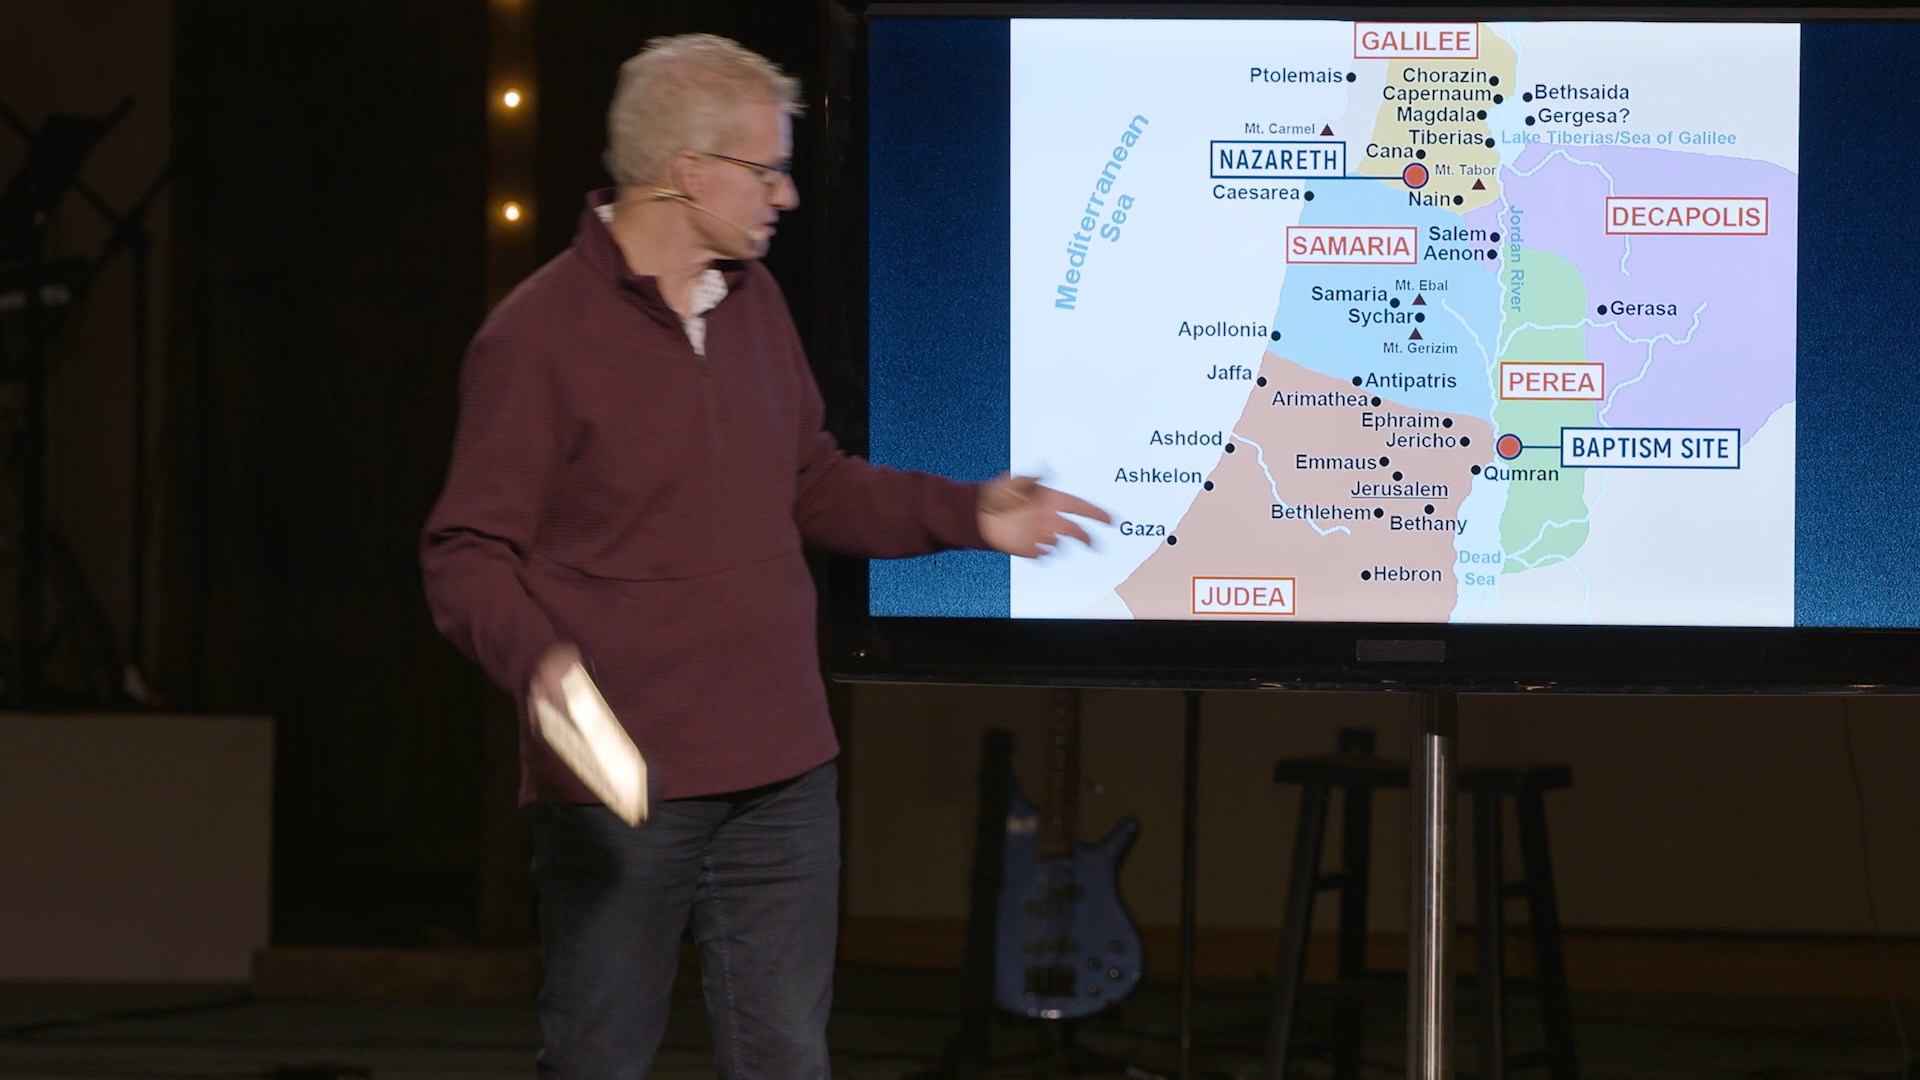 GALILEE
Ptolemais
Chorazin
Capernaum
Bethsaida
Magdala
Gergesa?
Mt. Carmel
Tiberias
Lake Tiberias/Sea of Galilee
NAZARETH
Cana
Mt. Tabor
Caesarea
Nain
Mediterranean
Sea
DECAPOLIS
Jordan River
SAMARIA
Salem
Aenon
Mt. Ebal
Samaria
Sychar
Gerasa
Apollonia
Mt. Gerizim
Jaffa
Antipatris
PEREA
Arimathea
Ephraim
Ashdod
Jericho
BAPTISM SITE
Emmaus
Qumran
Ashkelon
Jerusalem
Bethlehem
Bethany
Gaza
Dead
Sea
Hebron
JUDEA